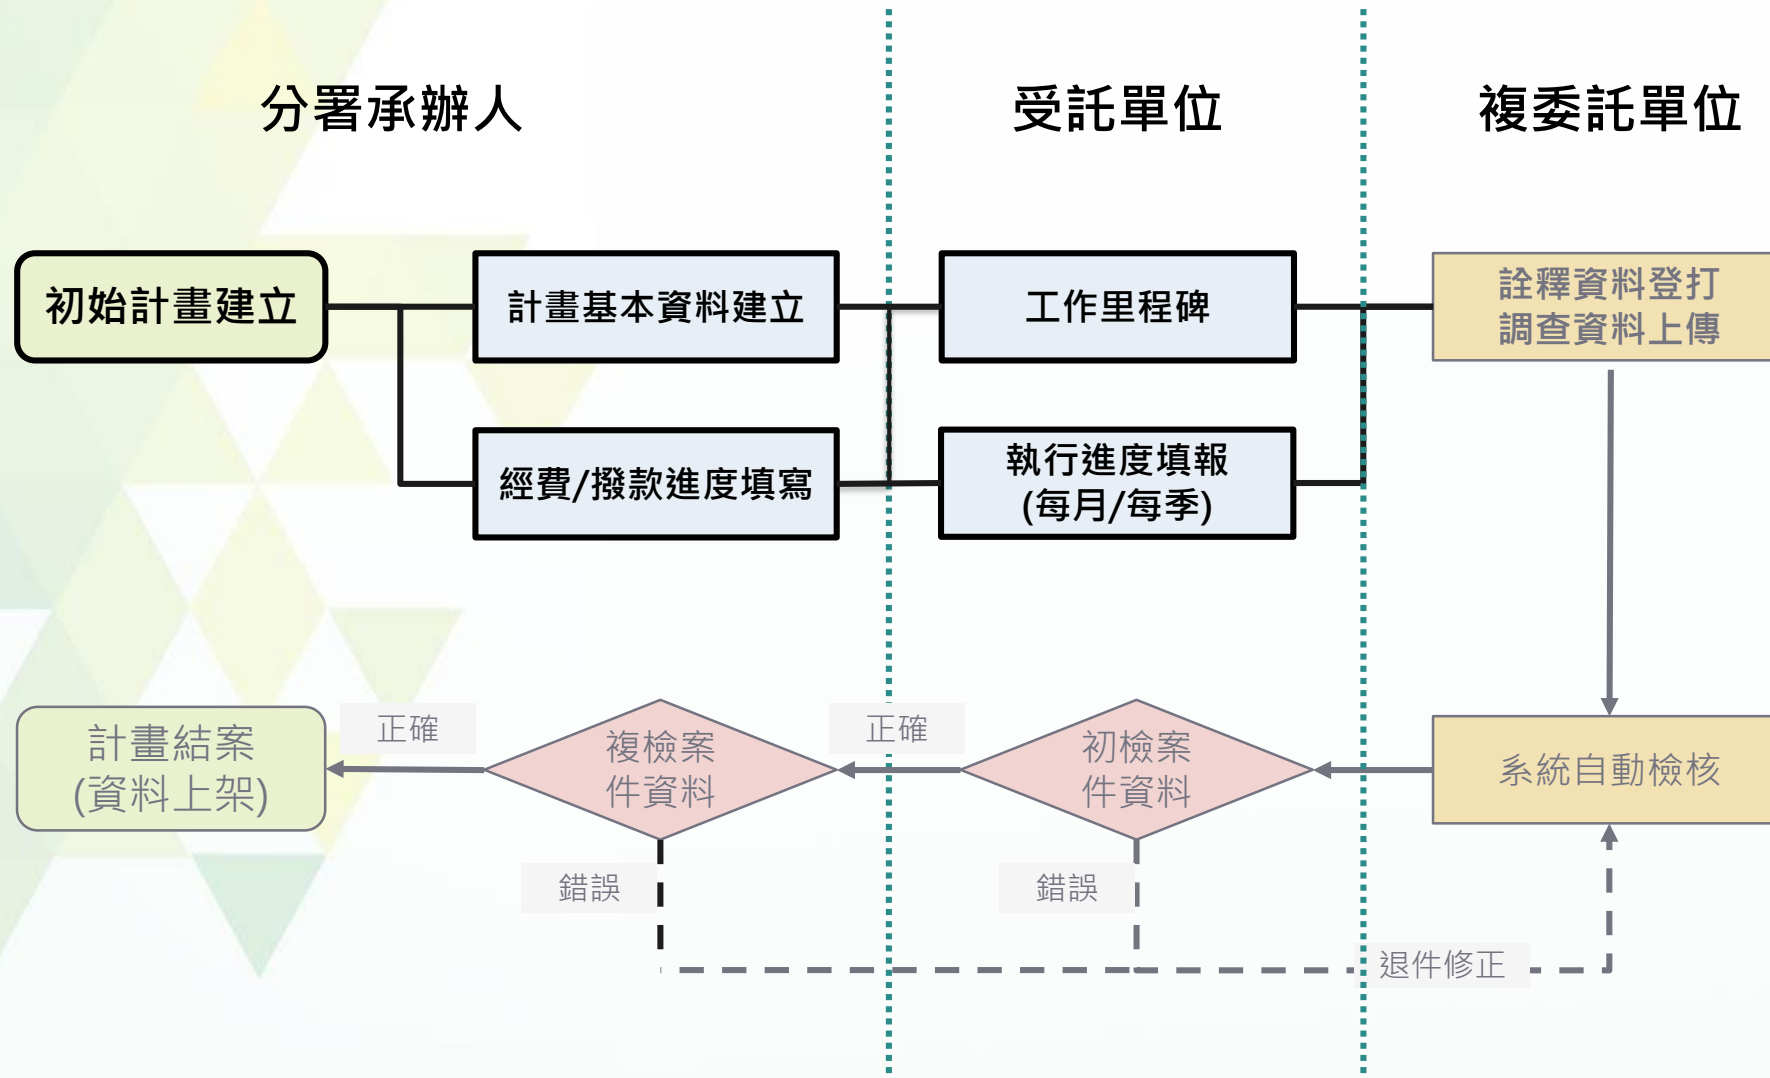 分署承辦人
受託單位
複委託單位
初始計畫建立
計畫基本資料建立
工作里程碑
詮釋資料登打
調查資料上傳
經費/撥款進度填寫
執行進度填報
(每月/每季)
計畫結案
(資料上架)
正確
複檢案
件資料
正確
初檢案
件資料
系統自動檢核
錯誤
錯誤
退件修正